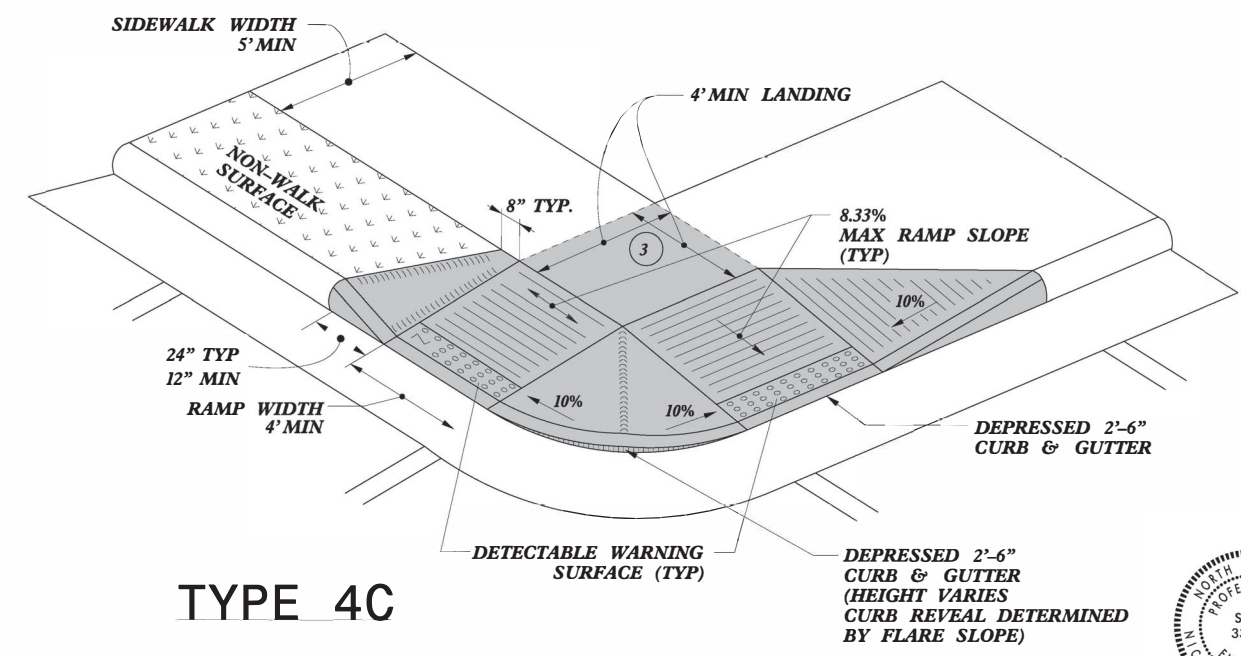 SIDEWALK WIDTH
5' MIN
4' MIN LANDING
NON-WALK
SURFACE
8" TYP.
3
8.33%
MAX RAMP SLOPE
(TYP)
10%
24" TYP
12" MIN
RAMP WIDTH
4' MIN
10%
10%
DEPRESSED 2'-6"
CURB & GUTTER
DETECTABLE WARNING
SURFACE (TYP)
DEPRESSED 2'-6"
CURB & GUTTER
(HEIGHT VARIES
CURB REVEAL DETERMINED
BY FLARE SLOPE)
TYPE 4C
NORTH